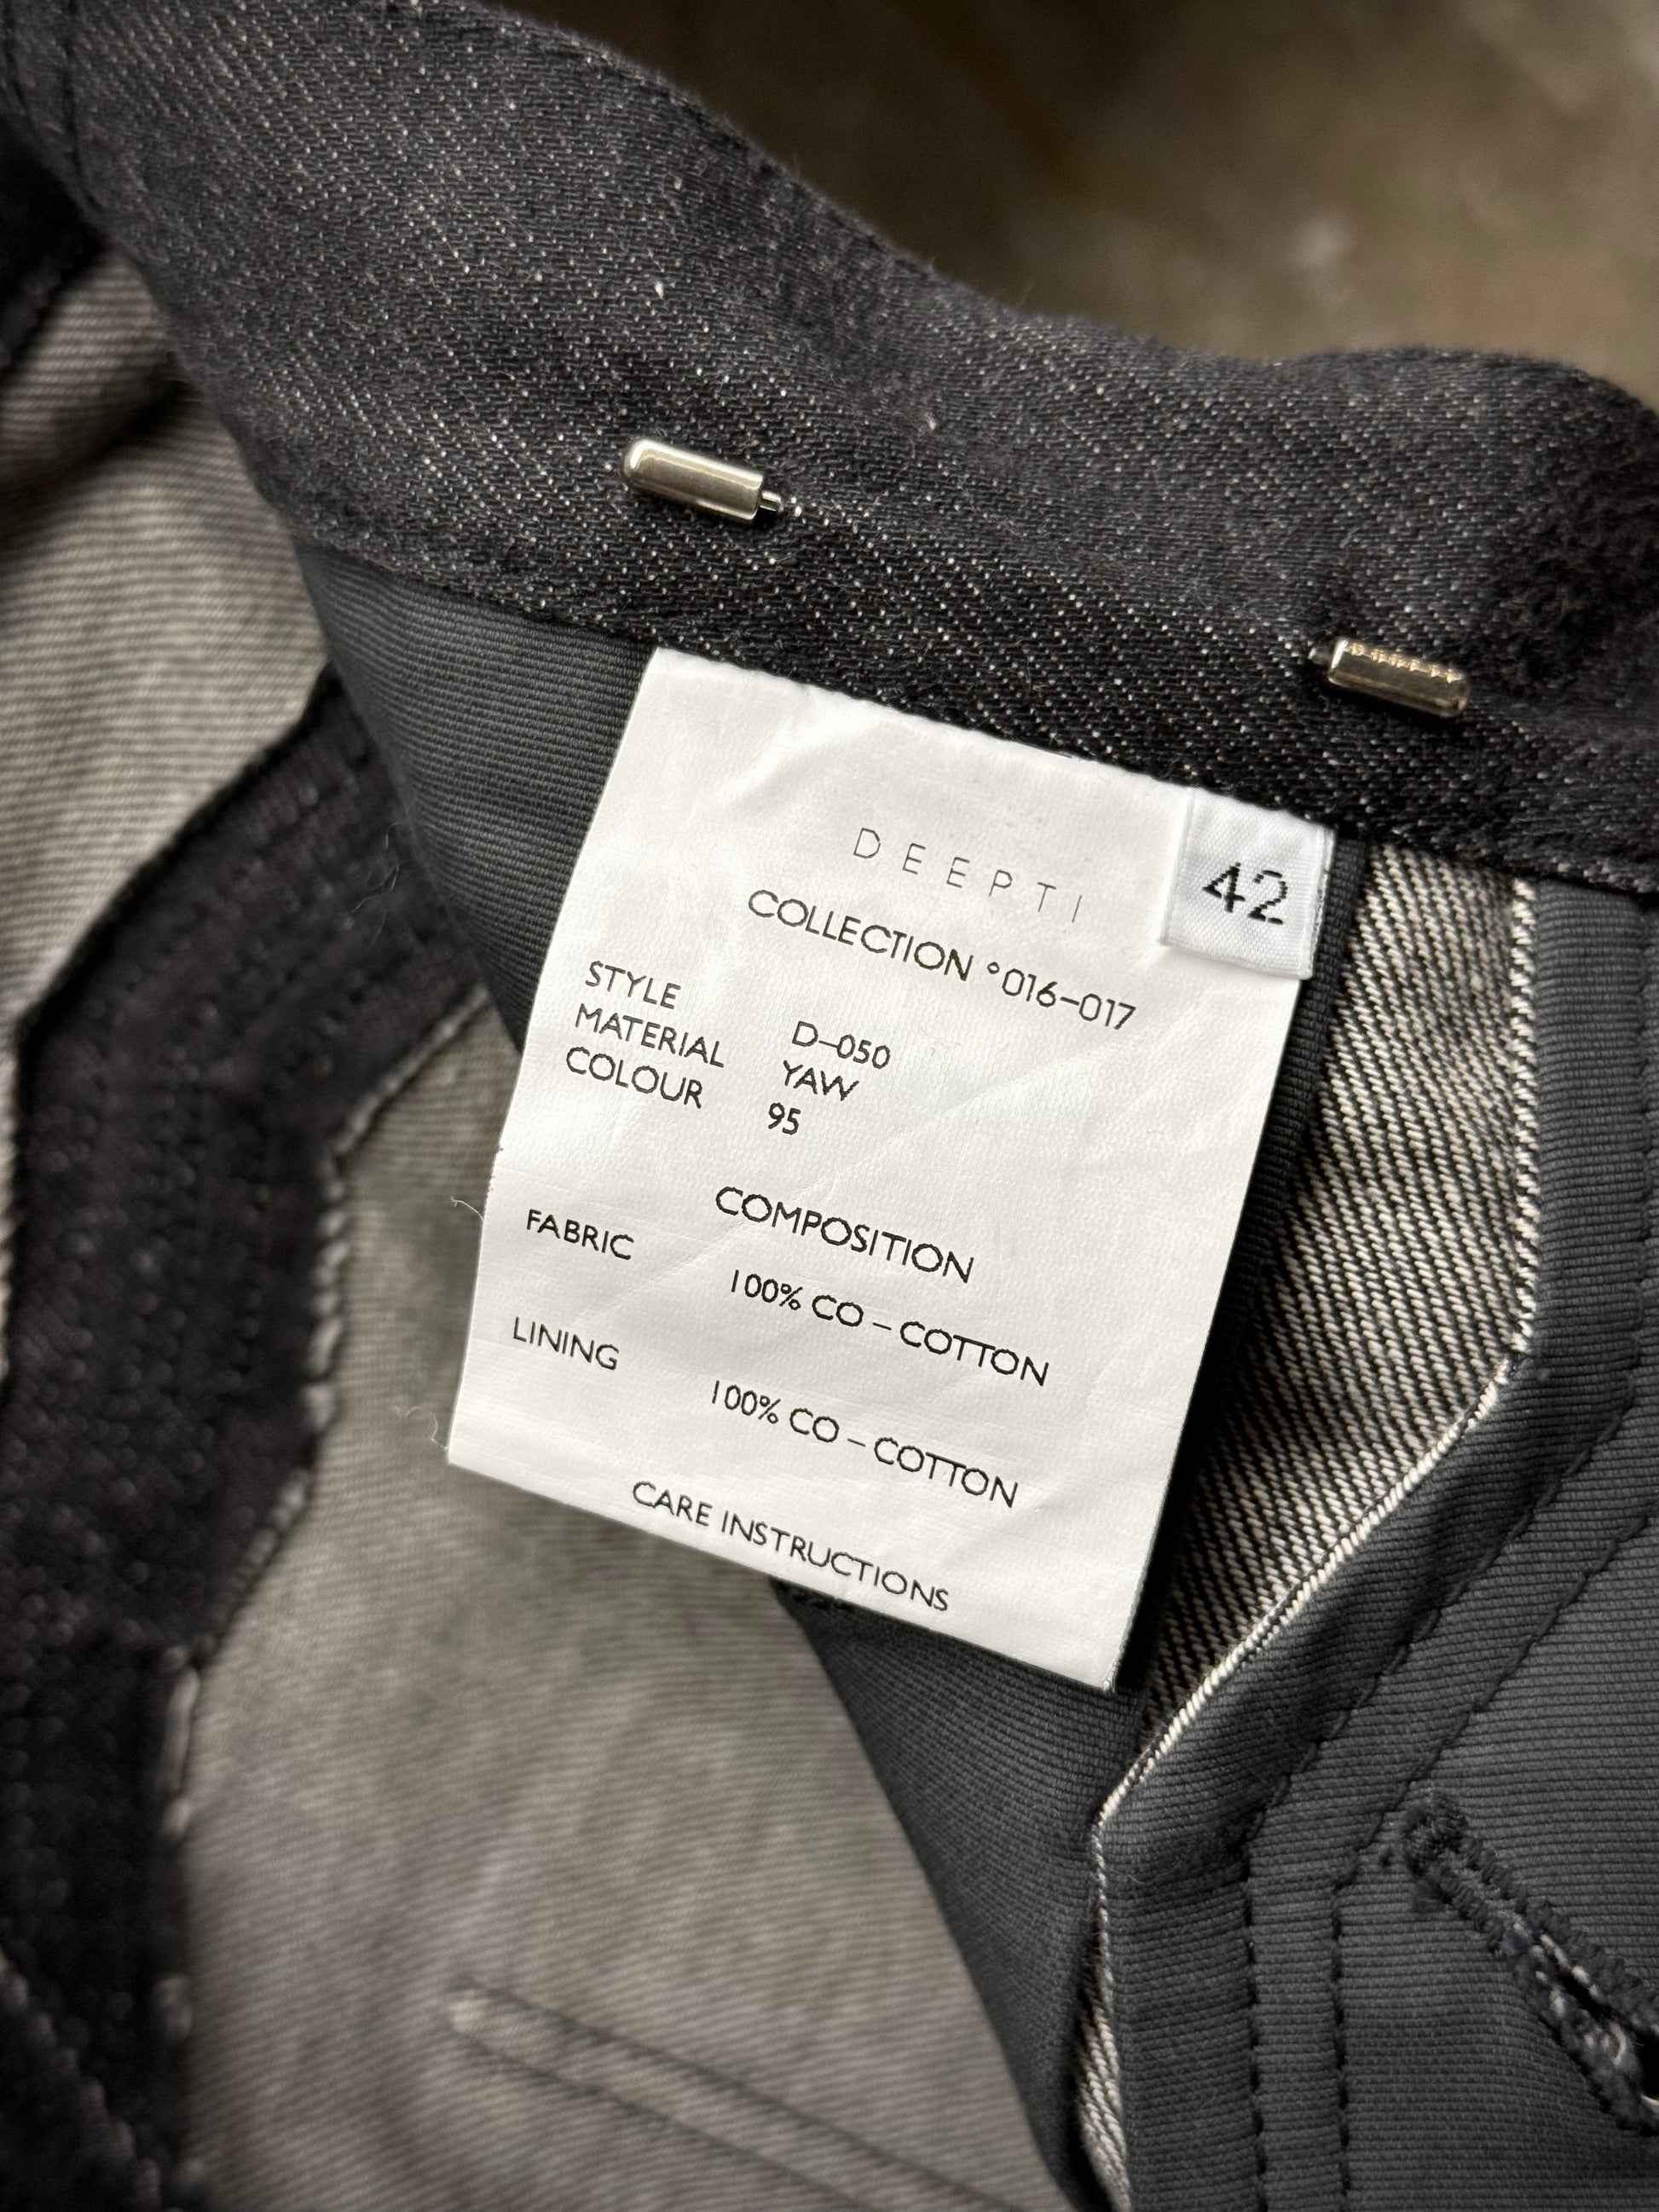 DEEPTI
42
COLLECTION °016-017
STYLE D-050
MATERIAL YAW
COLOUR 95
COMPOSITION
FABRIC
100% CO - COTTON
LINING
100% CO - COTTON
CARE INSTRUCTIONS
DEEPTI